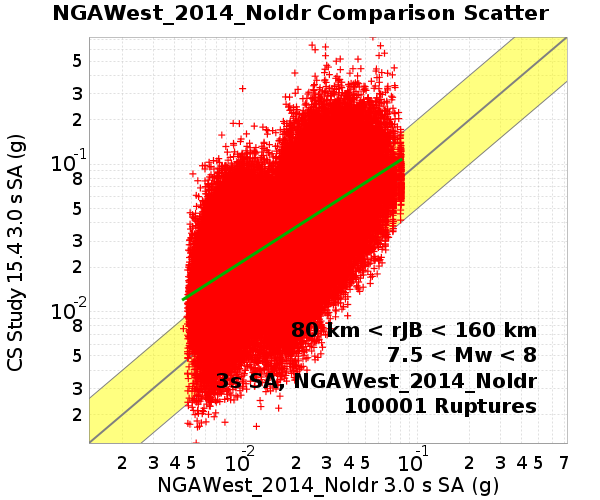 NGAWest_2014_NoIdr Comparison Scatter
CS Study 15.4 3.0 s SA (g)
5
3
2
10-1
8
5
3
2
10-2
8
5
3
2
80 km < rJB < 160 km
7.5 < Mw < 8
3s SA, NGAWest_2014_NoIdr
100001 Ruptures
2 3 4 5 10-2 2 3 4 5 10-1 2 3 4 5 7
NGAWest_2014_NoIdr 3.0 s SA (g)